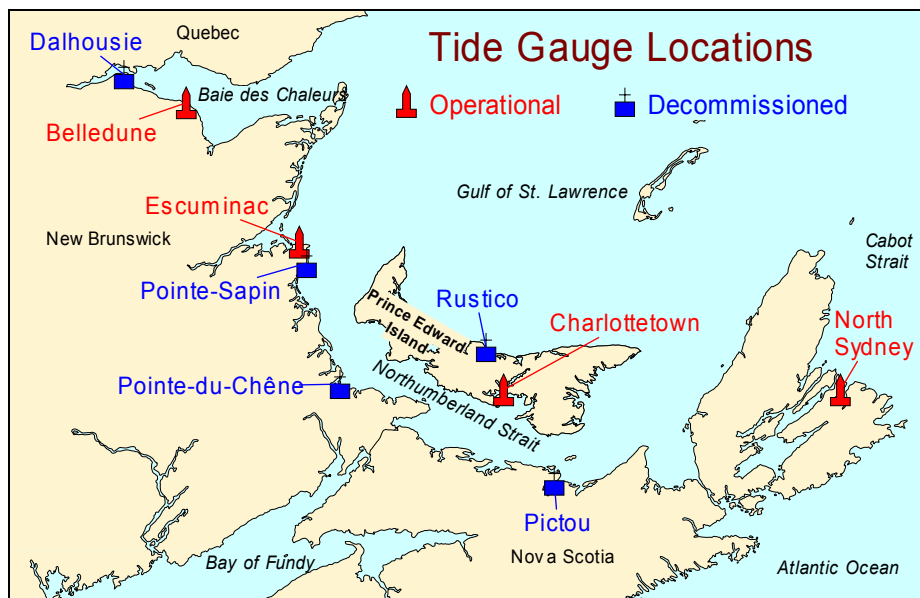 Tide Gauge Locations
Operational
Decommissioned
Dalhousie
Quebec
Baie des Chaleurs
Belledune
Gulf of St. Lawrence
Escuminac
New Brunswick
Cabot
Strait
Pointe-Sapin
Prince Edward
Island
Rustico
Charlottetown
North
Sydney
Pointe-du-Chêne
Northumberland Strait
Pictou
Nova Scotia
Bay of Fundy
Atlantic Ocean